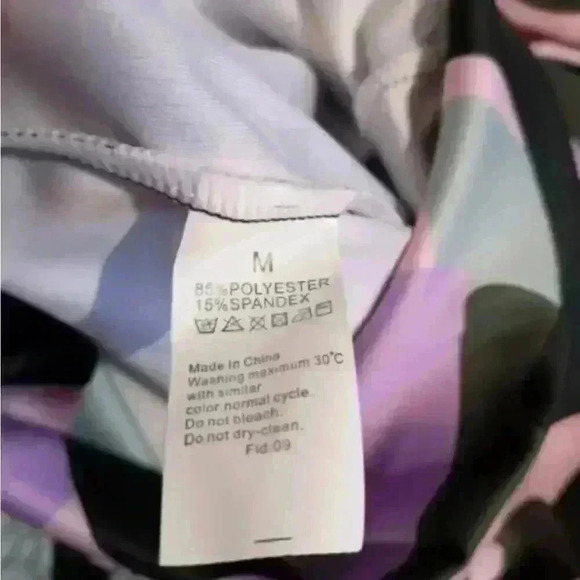 M
85%POLYESTER
15%SPANDEX
Made in China
Washing maximum 30°C
with similar
color normal cycle.
Do not bleach.
Do not dry-clean.
Fid.09